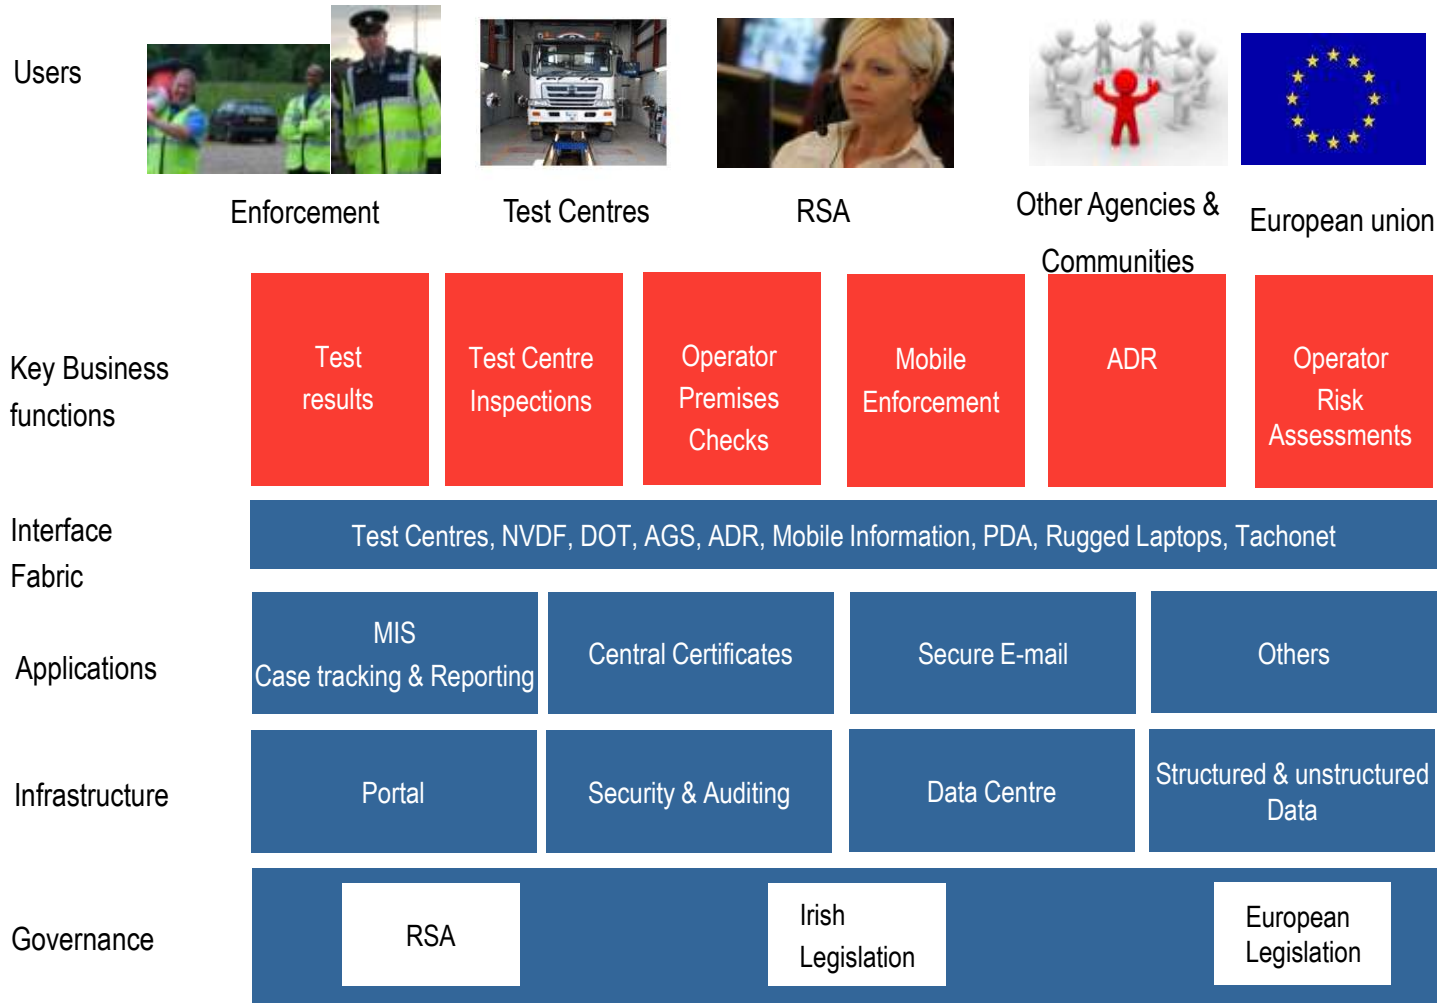 Users
Enforcement
Test Centres
RSA
Other Agencies &
Communities
European union
Key Business
functions
Test
results
Test Centre
Inspections
Operator
Premises
Checks
Mobile
Enforcement
ADR
Operator
Risk
Assessments
Interface
Fabric
Test Centres, NVDF, DOT, AGS, ADR, Mobile Information, PDA, Rugged Laptops, Tachonet
Applications
MIS
Case tracking & Reporting
Central Certificates
Secure E-mail
Others
Infrastructure
Portal
Security & Auditing
Data Centre
Structured & unstructured
Data
Governance
RSA
Irish
Legislation
European
Legislation